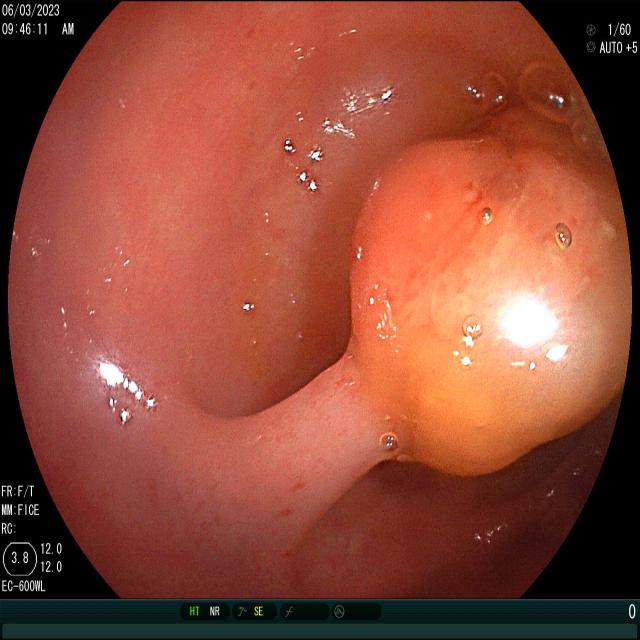 06/03/2023
09:46:11 AM
1/60
AUTO +5
FR:F/T
MM:FICE
RC:
3.8 12.0
12.0
EC-600WL
HT NR SE
0